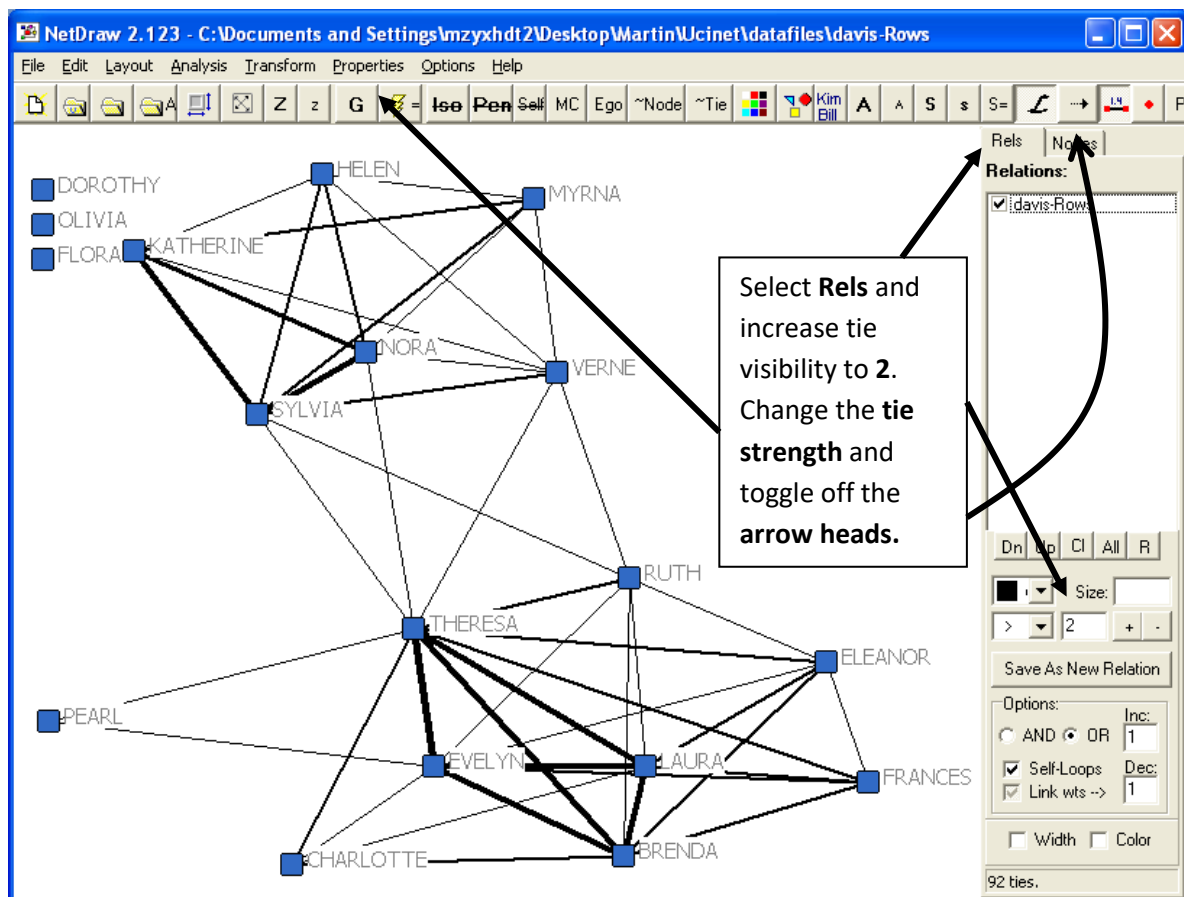 NetDraw 2.123 - C:\Documents and Settings\mzyxhdt2\Desktop\Martin\Ucinet\datafiles\davis-Rows
File Edit Layout Analysis Transform Properties Options Help
A Z z G = Iso Pen Self MC Ego ~Node ~Tie Kim Bill A A S s S= L 1.4 P
Rels Nodes
Relations:
davis-Rows
HELEN
DOROTHY
MYRNA
OLIVIA
KATHERINE
FLORA
NORA
VERNE
SYLVIA
Select Rels and
increase tie
visibility to 2.
Change the tie
strength and
toggle off the
arrow heads.
Dn Up Cl All R
Size:
> 2 + -
Save As New Relation
Options:
AND OR
Inc:
1
Self-Loops
Dec:
Link wts -->
1
Width Color
92 ties.
RUTH
THERESA
ELEANOR
PEARL
EVELYN
LAURA
FRANCES
CHARLOTTE
BRENDA